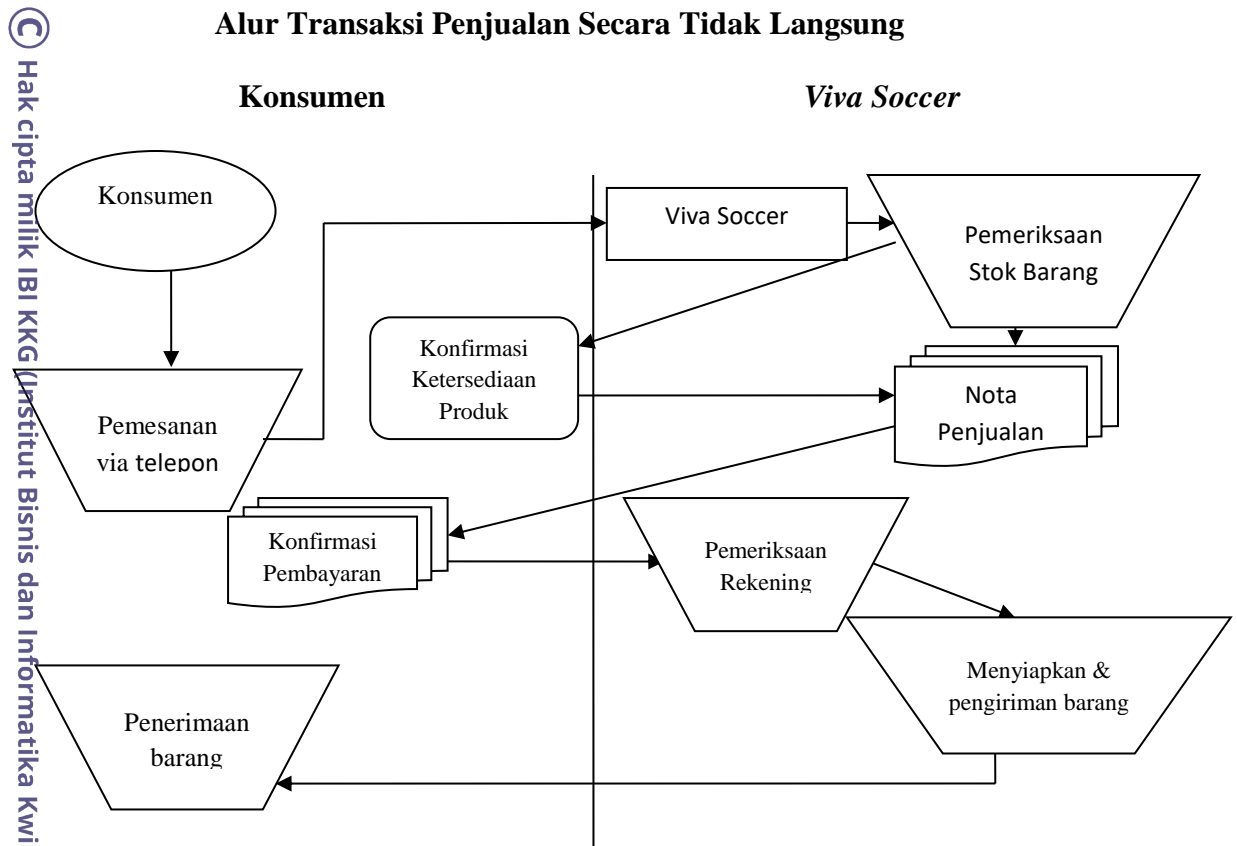 Alur Transaksi Penjualan Secara Tidak Langsung
Konsumen
Viva Soccer
Konsumen
Viva Soccer
Pemeriksaan
Stok Barang
Konfirmasi
Ketersediaan
Produk
Nota
Penjualan
Pemesanan
via telepon
Konfirmasi
Pembayaran
Pemeriksaan
Rekening
Menyiapkan &
pengiriman barang
Penerimaan
barang
© Hak cipta milik IBI KKG (Institut Bisnis dan Informatika Kwi